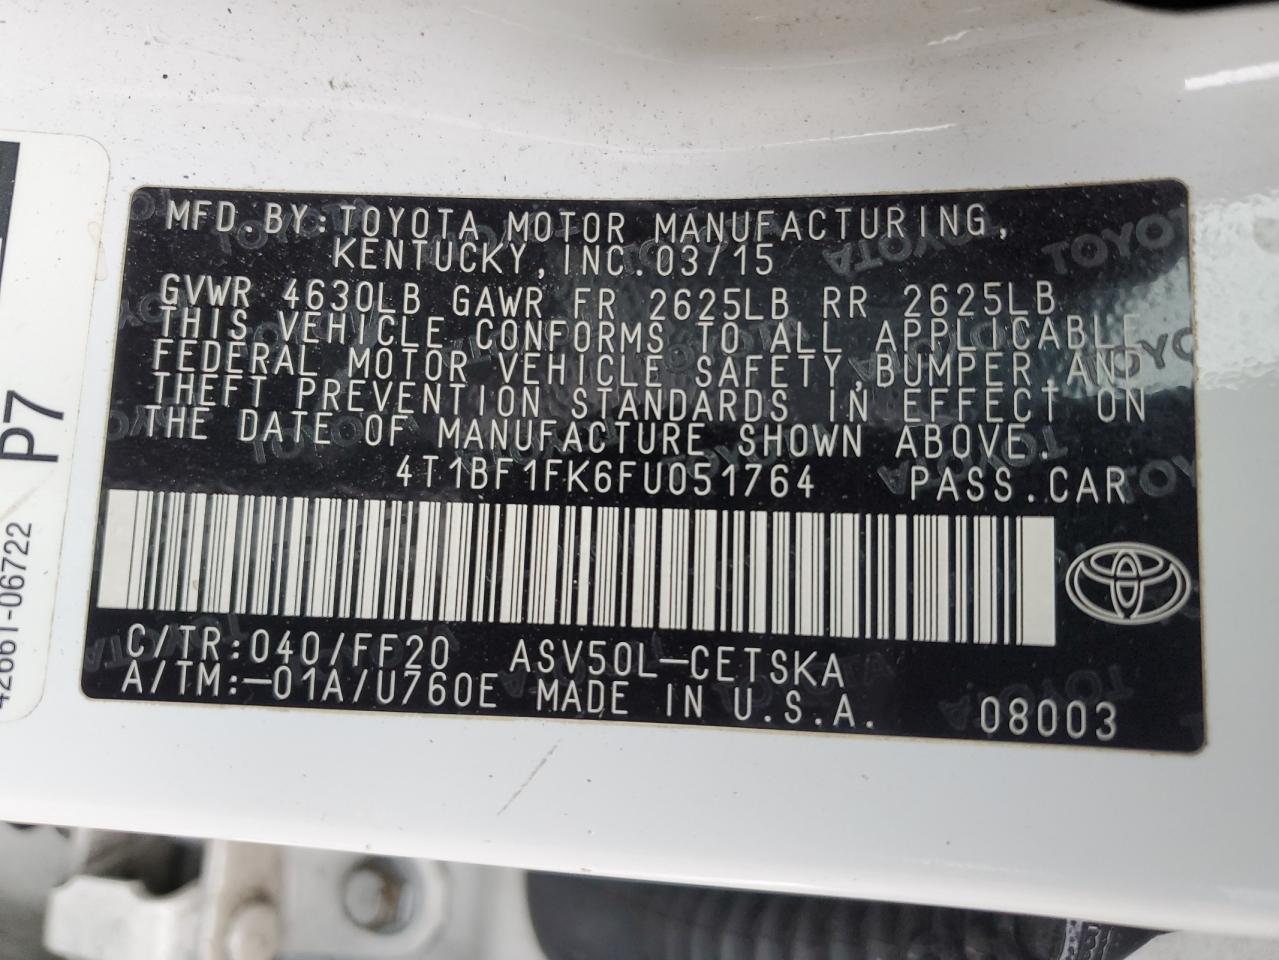 MFD.BY:TOYOTA MOTOR MANUFACTURING,
KENTUCKY,INC.03/15
GVWR 4630LB GAWR FR 2625LB RR 2625LB
THIS VEHICLE CONFORMS TO ALL APPLICABLE
FEDERAL MOTOR VEHICLE SAFETY,BUMPER,AND
THEFT PREVENTION STANDARDS IN EFFECT ON
THE DATE OF MANUFACTURE SHOWN ABOVE.
4T1BF1FK6FU051764 PASS.CAR
C/TR:040/FF20 ASV50L-CETSKA
A/TM:-01A/U760E MADE IN U.S.A. 08003
P7
42661-06722